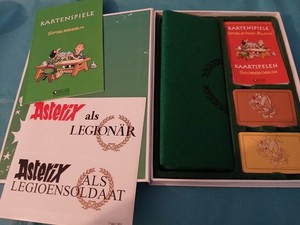 KARTENSPIELE
Asterix als
LEGIONÄR
Asterix ALS
LEGIOENSOLDAAT
KARTENSPIELE
KAARTSPELEN